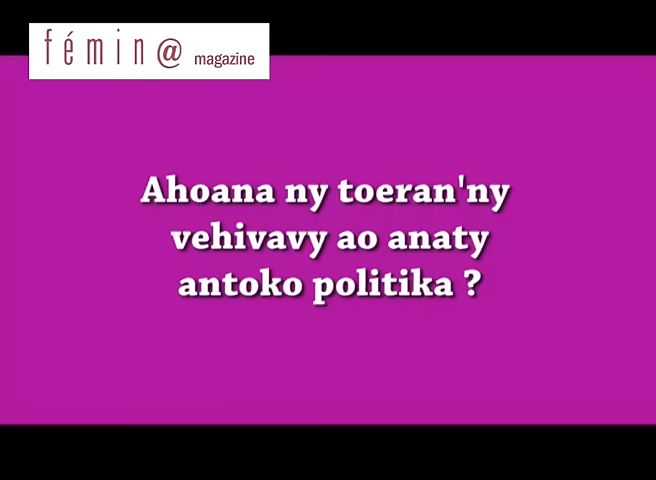 fémin@ magazine
Ahoana ny toeran'ny
vehivavy ao anaty
antoko politika ?